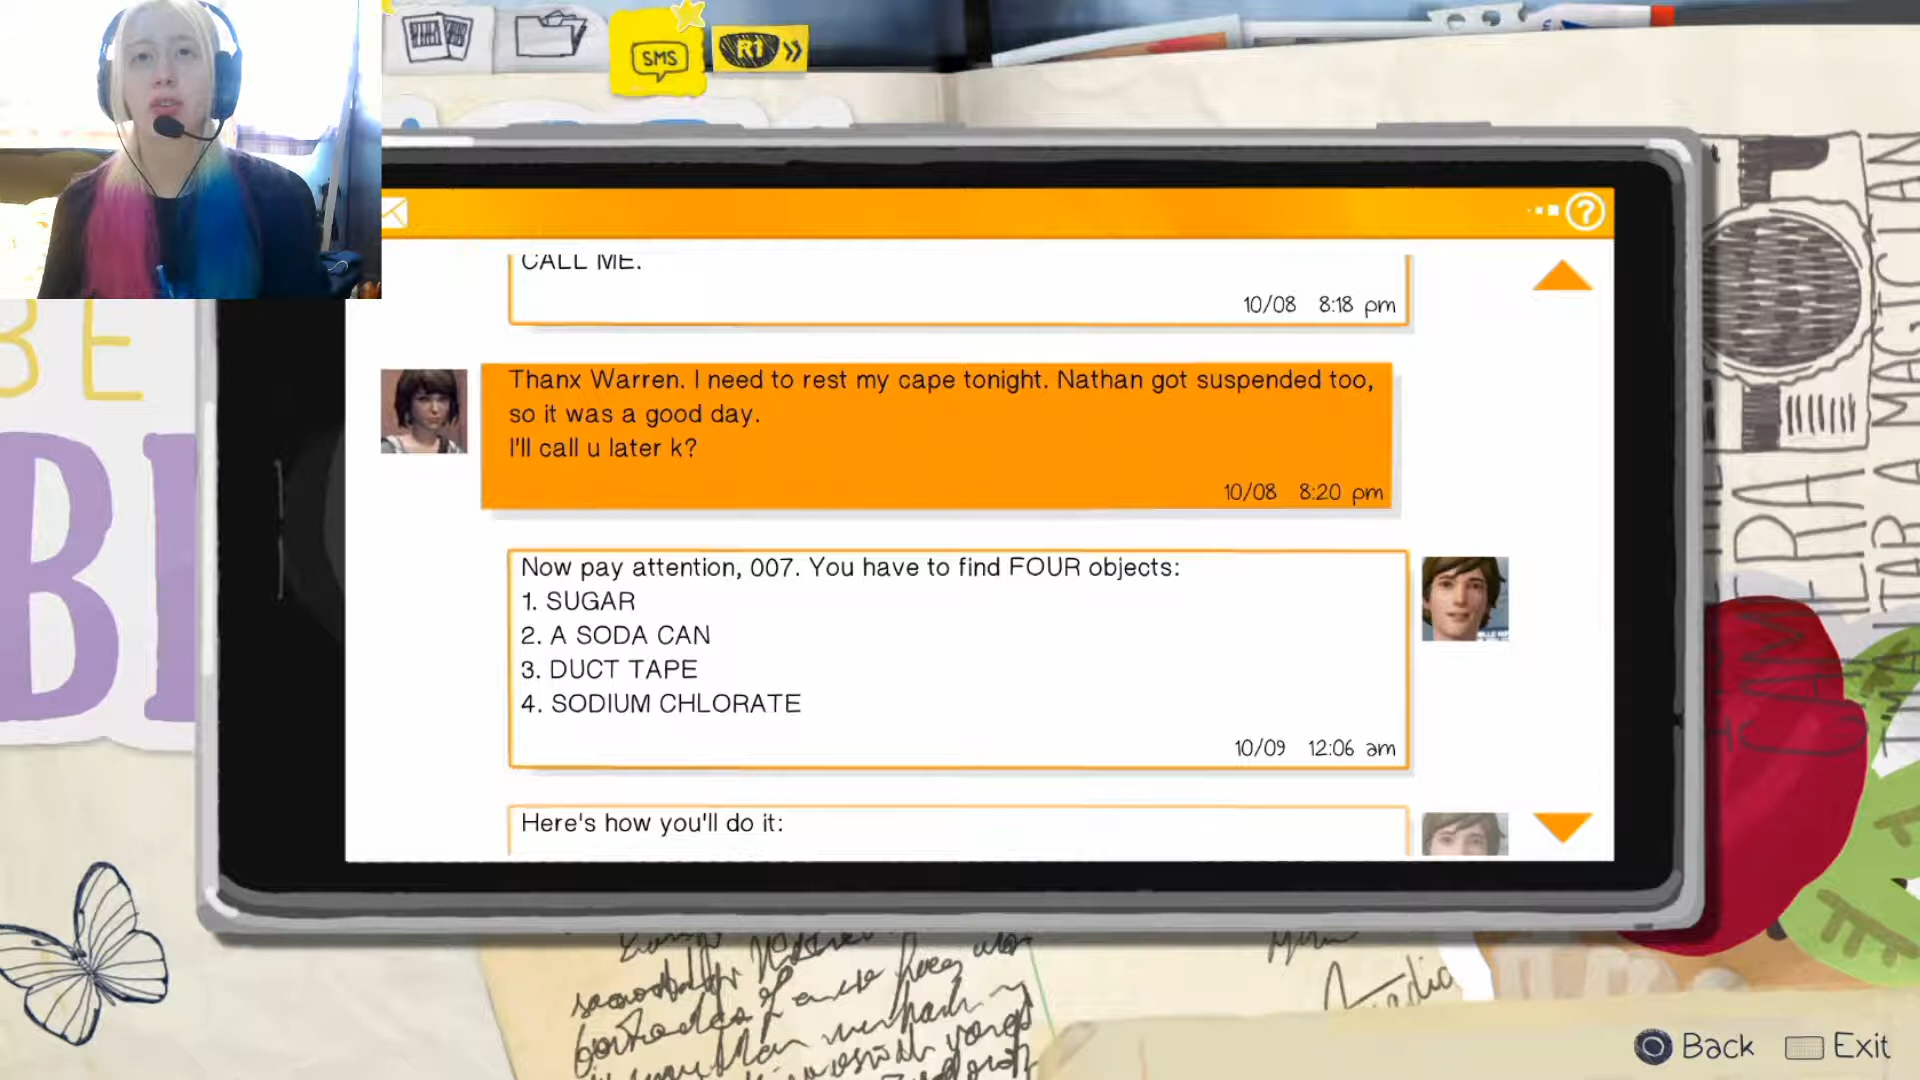 SMS
R1
CALL ME.
10/08 8:18 pm
Thanx Warren. I need to rest my cape tonight. Nathan got suspended too,
so it was a good day.
I'll call u later k?
10/08 8:20 pm
Now pay attention, 007. You have to find FOUR objects:
1. SUGAR
2. A SODA CAN
3. DUCT TAPE
4. SODIUM CHLORATE
10/09 12:06 am
Here's how you'll do it:
BE
CAMERA
MAGICIAN
Back
Exit